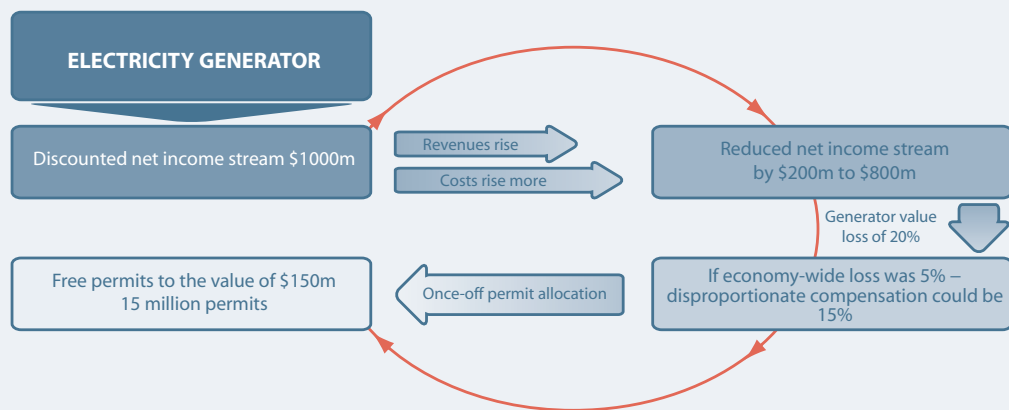 ELECTRICITY GENERATOR
Discounted net income stream $1000m
Revenues rise
Costs rise more
Reduced net income stream
by $200m to $800m
Generator value
loss of 20%
If economy-wide loss was 5% –
disproportionate compensation could be
15%
Once-off permit allocation
Free permits to the value of $150m
15 million permits